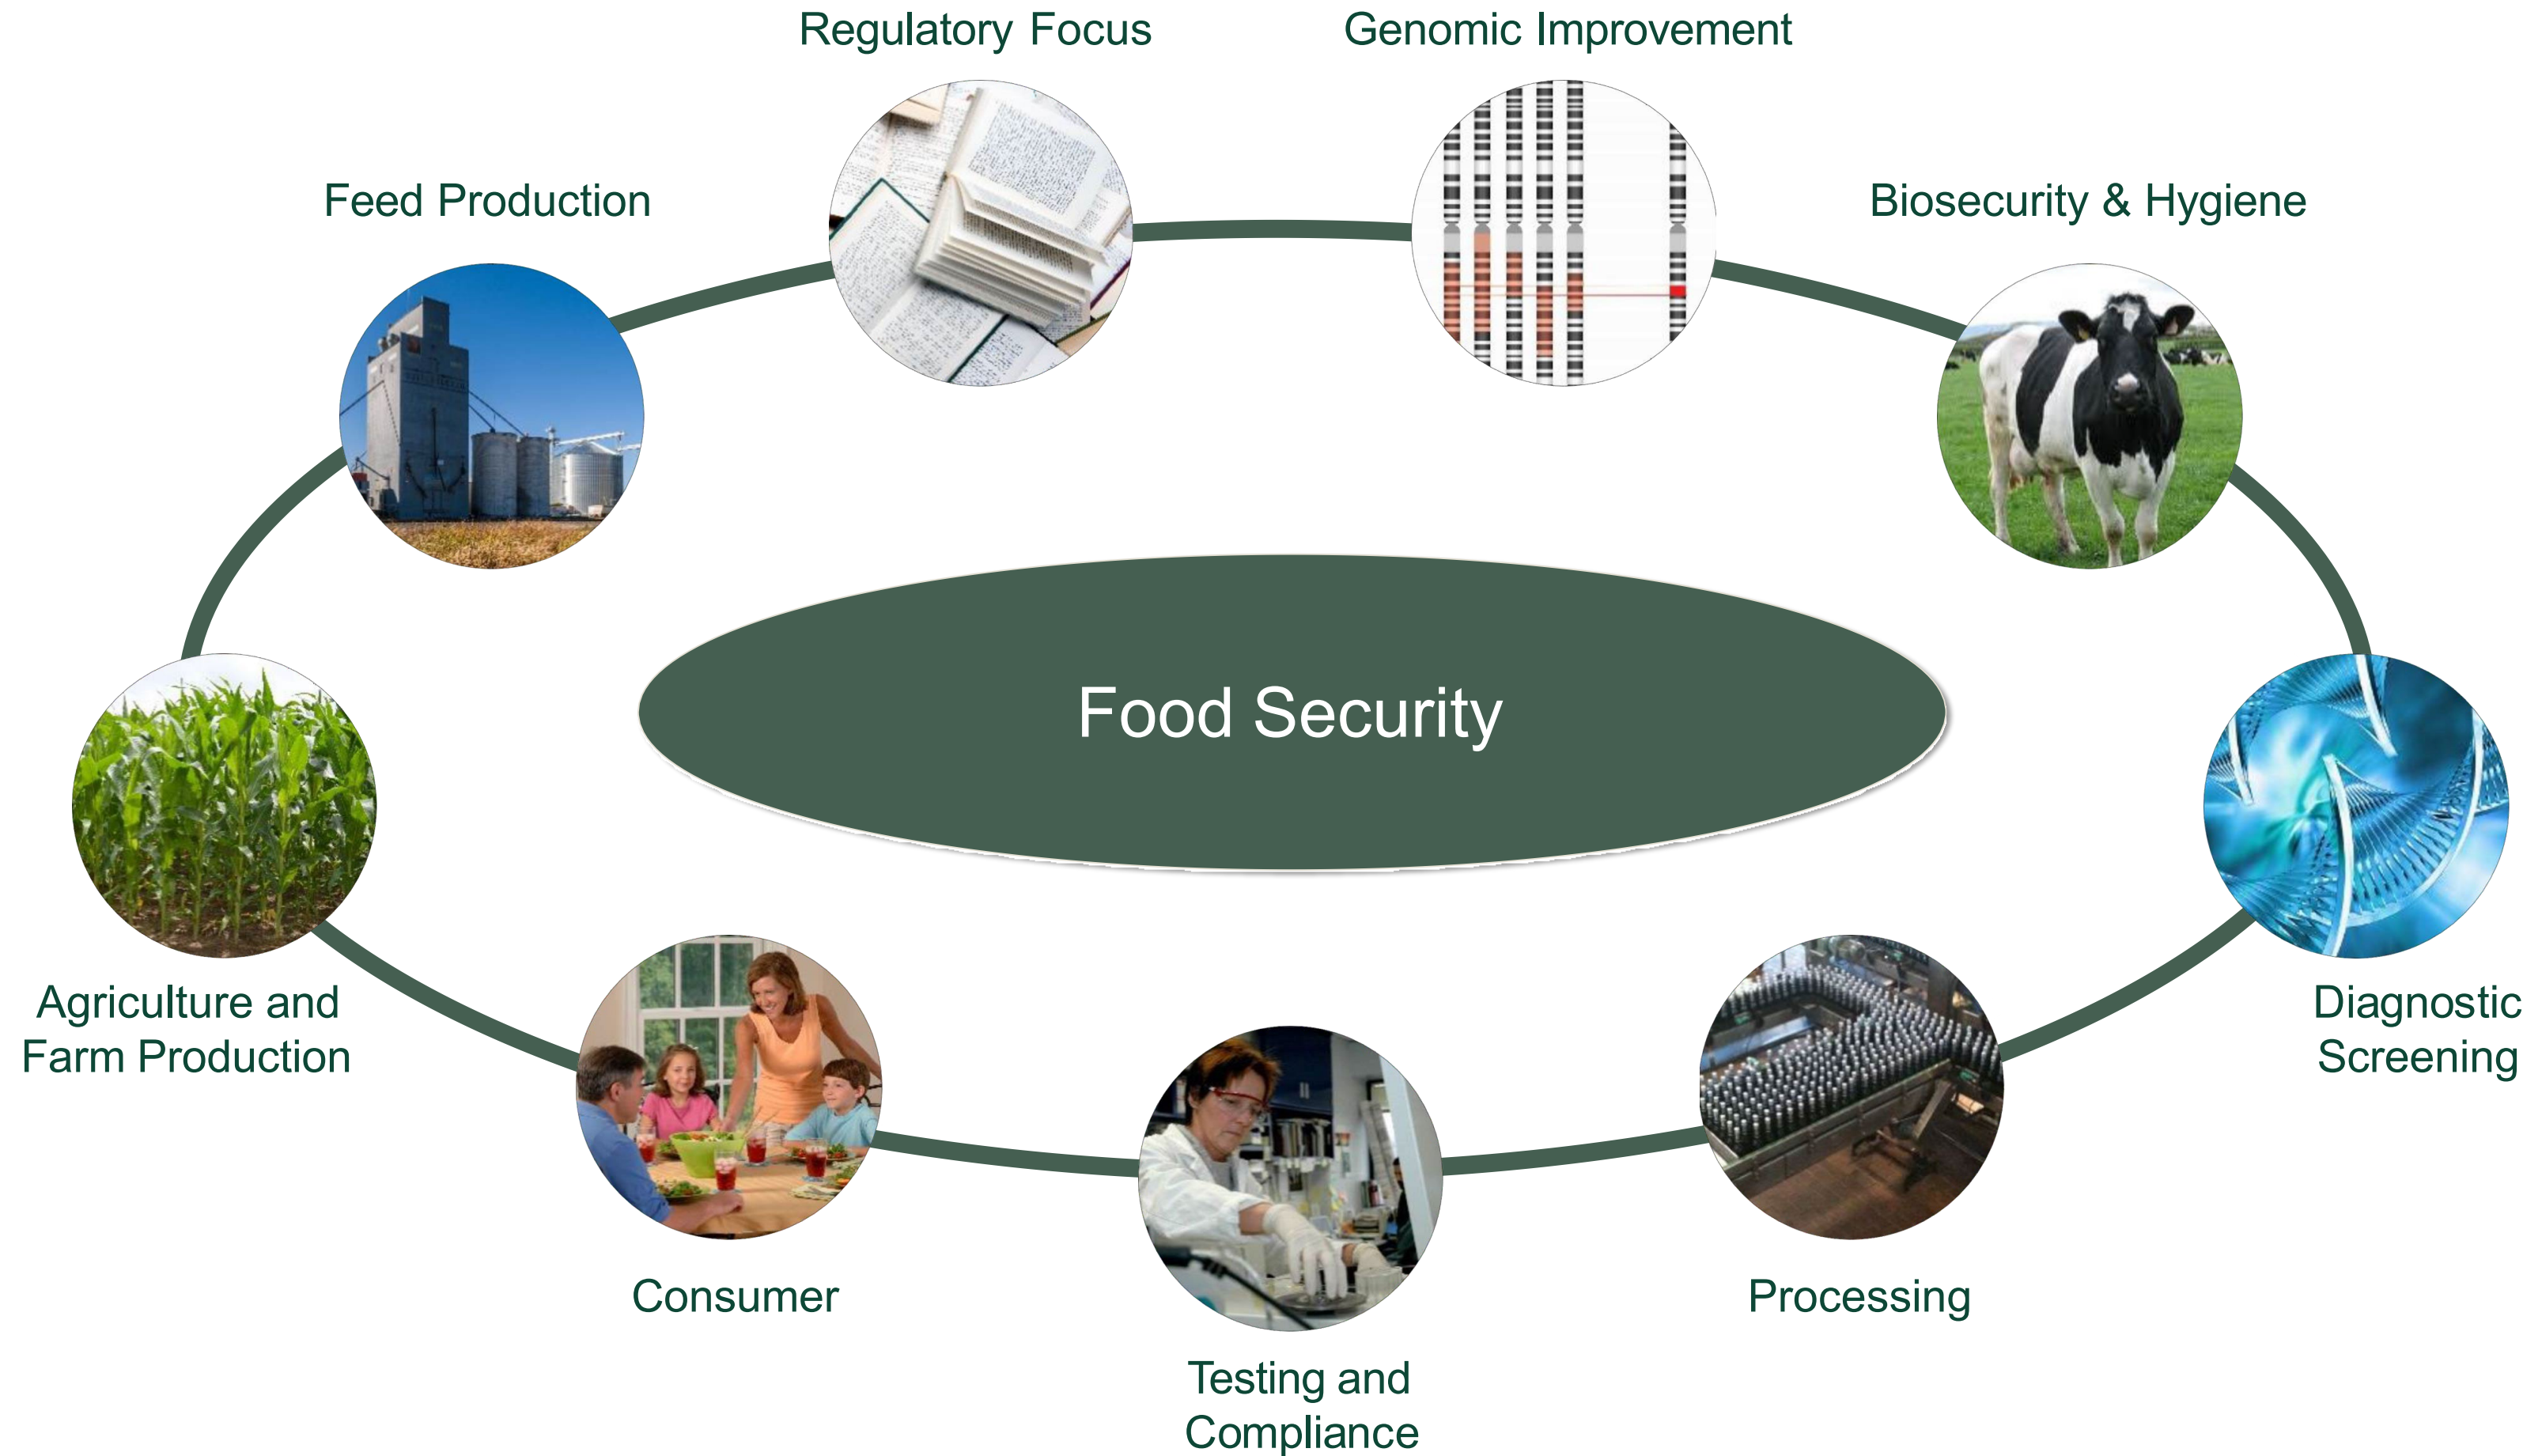 Regulatory Focus
Genomic Improvement
Feed Production
Biosecurity & Hygiene
Food Security
Agriculture and
Farm Production
Diagnostic
Screening
Consumer
Processing
Testing and
Compliance